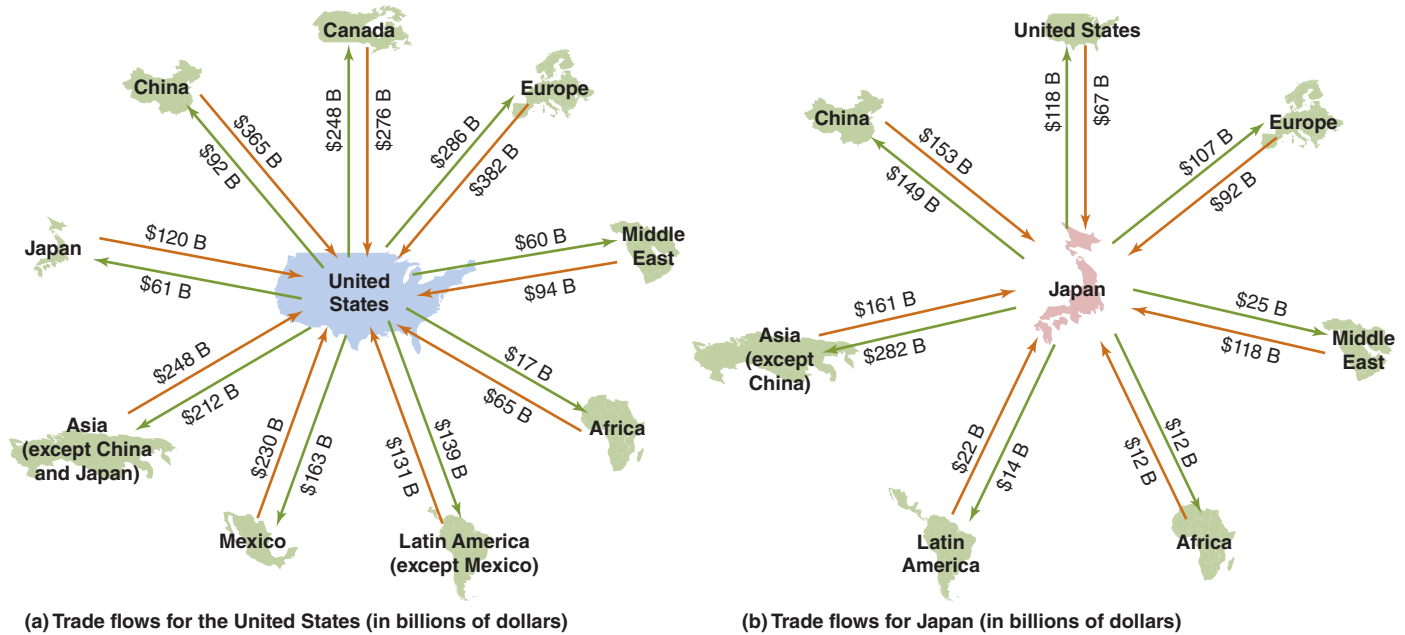 Canada
China
Europe
$365 B
$92 B
$248 B
$276 B
$286 B
$382 B
Japan
$120 B
$61 B
United
States
$60 B
$94 B
Middle
East
$248 B
$212 B
Asia
(except China
and Japan)
$230 B
$163 B
Mexico
$131 B
$139 B
Latin America
(except Mexico)
$17 B
$65 B
Africa
(a) Trade flows for the United States (in billions of dollars)
United States
China
Europe
$153 B
$149 B
$118 B
$67 B
$107 B
$92 B
Japan
$161 B
$282 B
Asia
(except
China)
$25 B
$118 B
Middle
East
$22 B
$14 B
Latin
America
$12 B
$12 B
Africa
(b) Trade flows for Japan (in billions of dollars)